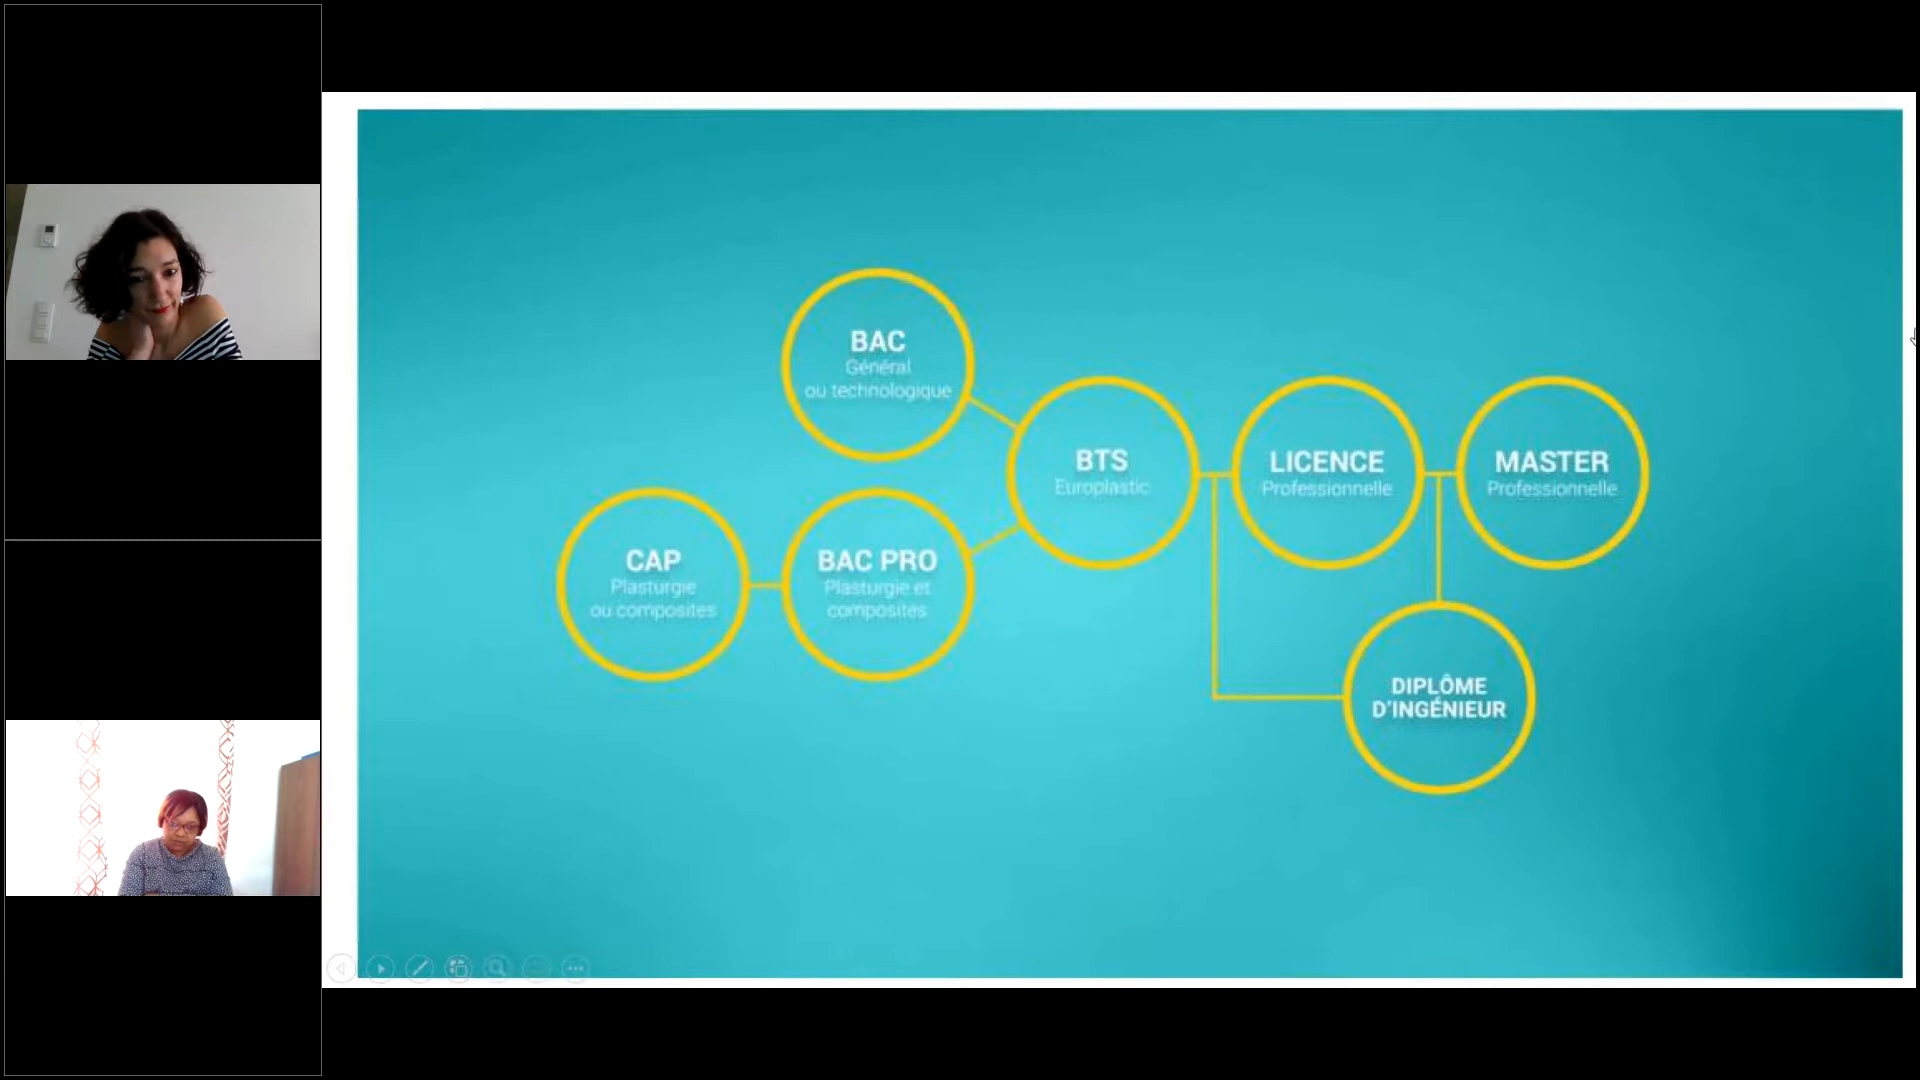 BAC
Général
ou technologique
BTS
Europlastic
LICENCE
Professionnelle
MASTER
Professionnelle
CAP
Plasturgie
ou composites
BAC PRO
Plasturgie et
composites
DIPLÔME
D'INGÉNIEUR